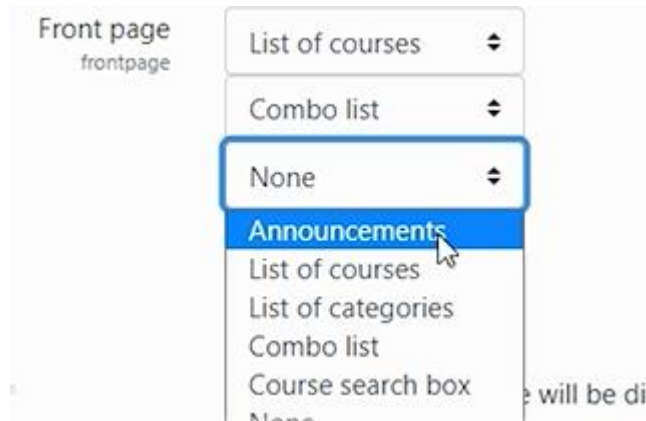 Front page
frontpage
List of courses
Combo list
None
Announcements
List of courses
List of categories
Combo list
Course search box
will be di
None